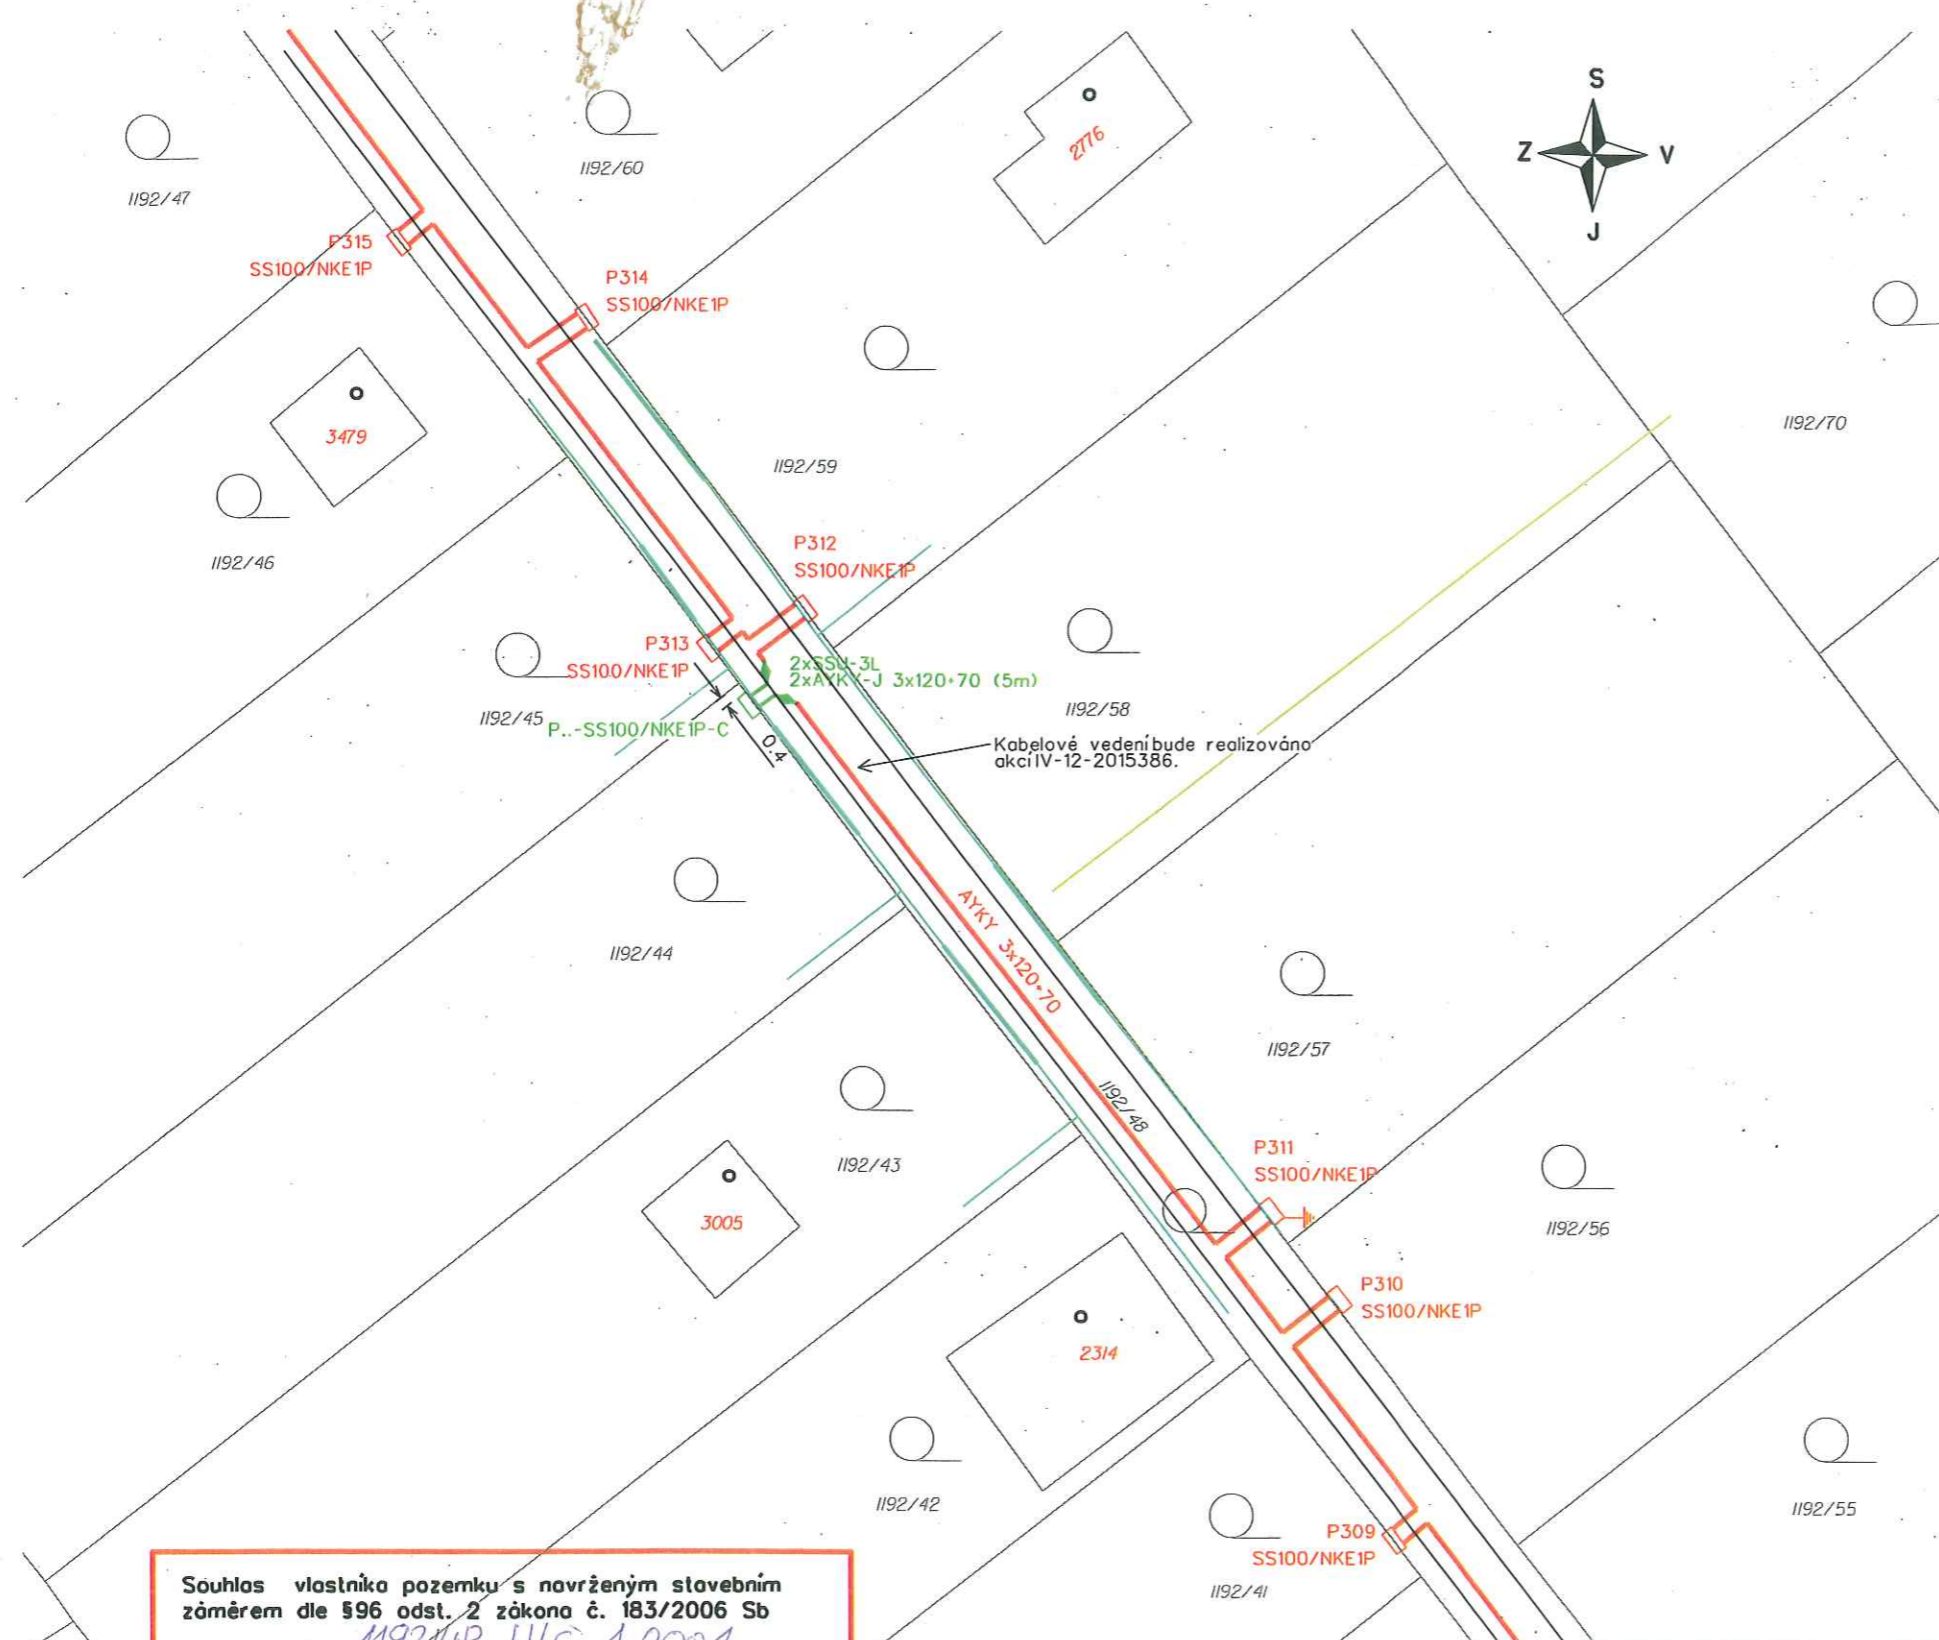 S
Z
V
J
1192/60
2776
1192/47
P315
SS100/NKE1P
P314
SS100/NKE1P
1192/70
3479
1192/59
1192/46
P312
SS100/NKE1P
P313
SS100/NKE1P
2xSSU-3L
2xAYKY-J 3x120+70 (5m)
1192/45
1192/58
P..-SS100/NKE1P-C
0.4
Kabelové vedení bude realizováno
akcí IV-12-2015386.
AYKY 3x120+70
1192/44
1192/57
1192/48
P311
SS100/NKE1P
1192/43
3005
1192/56
P310
SS100/NKE1P
2314
1192/42
1192/55
P309
SS100/NKE1P
1192/41
Souhlas vlastníka pozemku s navrženým stavebním
záměrem dle §96 odst. 2 zákona č. 183/2006 Sb